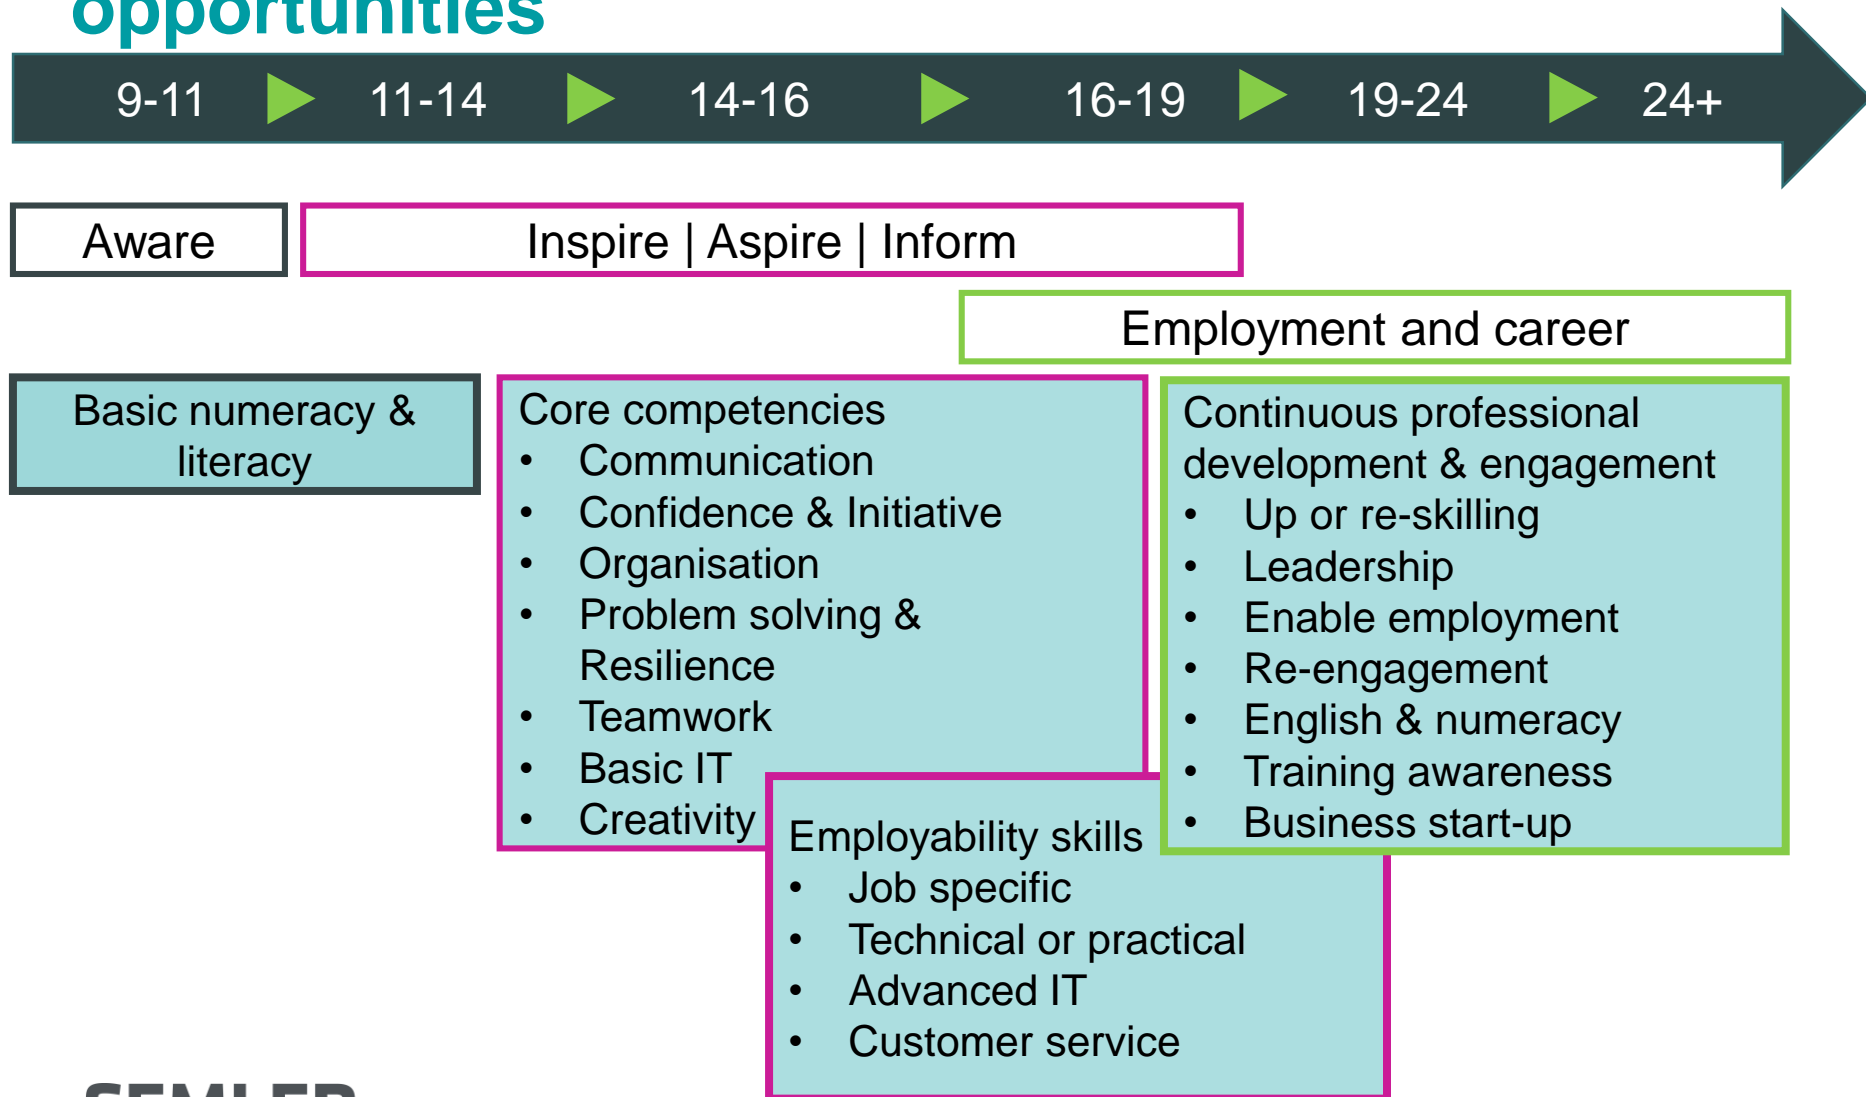 opportunities
9-11 11-14 14-16 16-19 19-24 24+
Aware
Inspire | Aspire | Inform
Employment and career
Basic numeracy &
literacy
Core competencies
• Communication
• Confidence & Initiative
• Organisation
• Problem solving &
Resilience
• Teamwork
• Basic IT
• Creativity
Employability skills
• Job specific
• Technical or practical
• Advanced IT
• Customer service
Continuous professional
development & engagement
• Up or re-skilling
• Leadership
• Enable employment
• Re-engagement
• English & numeracy
• Training awareness
• Business start-up